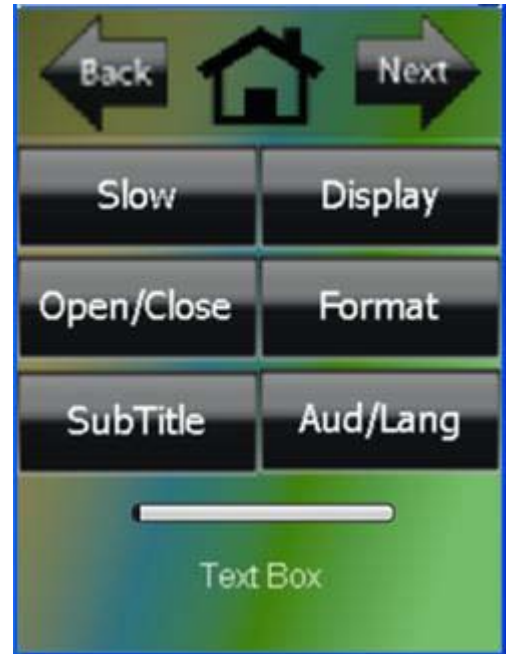 Back Next
Slow Display
Open/Close Format
SubTitle Aud/Lang
Text Box